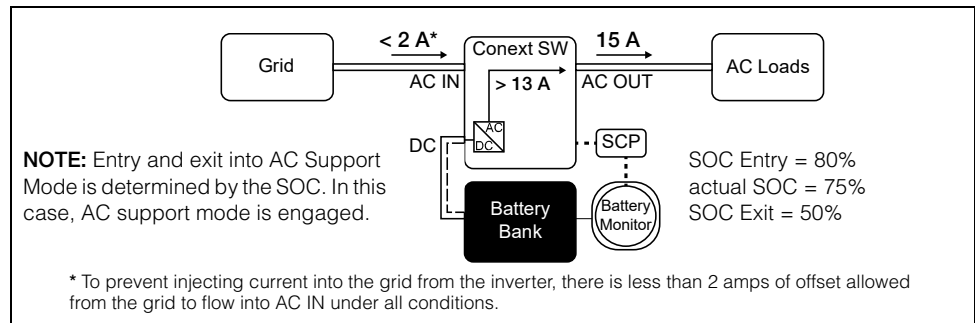 < 2 A*
15 A
Grid
Conext SW
AC Loads
AC IN
> 13 A
AC OUT
AC
DC
DC
SCP
NOTE: Entry and exit into AC Support
Mode is determined by the SOC. In this
case, AC support mode is engaged.
Battery
Bank
Battery
Monitor
SOC Entry = 80%
actual SOC = 75%
SOC Exit = 50%
* To prevent injecting current into the grid from the inverter, there is less than 2 amps of offset allowed
from the grid to flow into AC IN under all conditions.